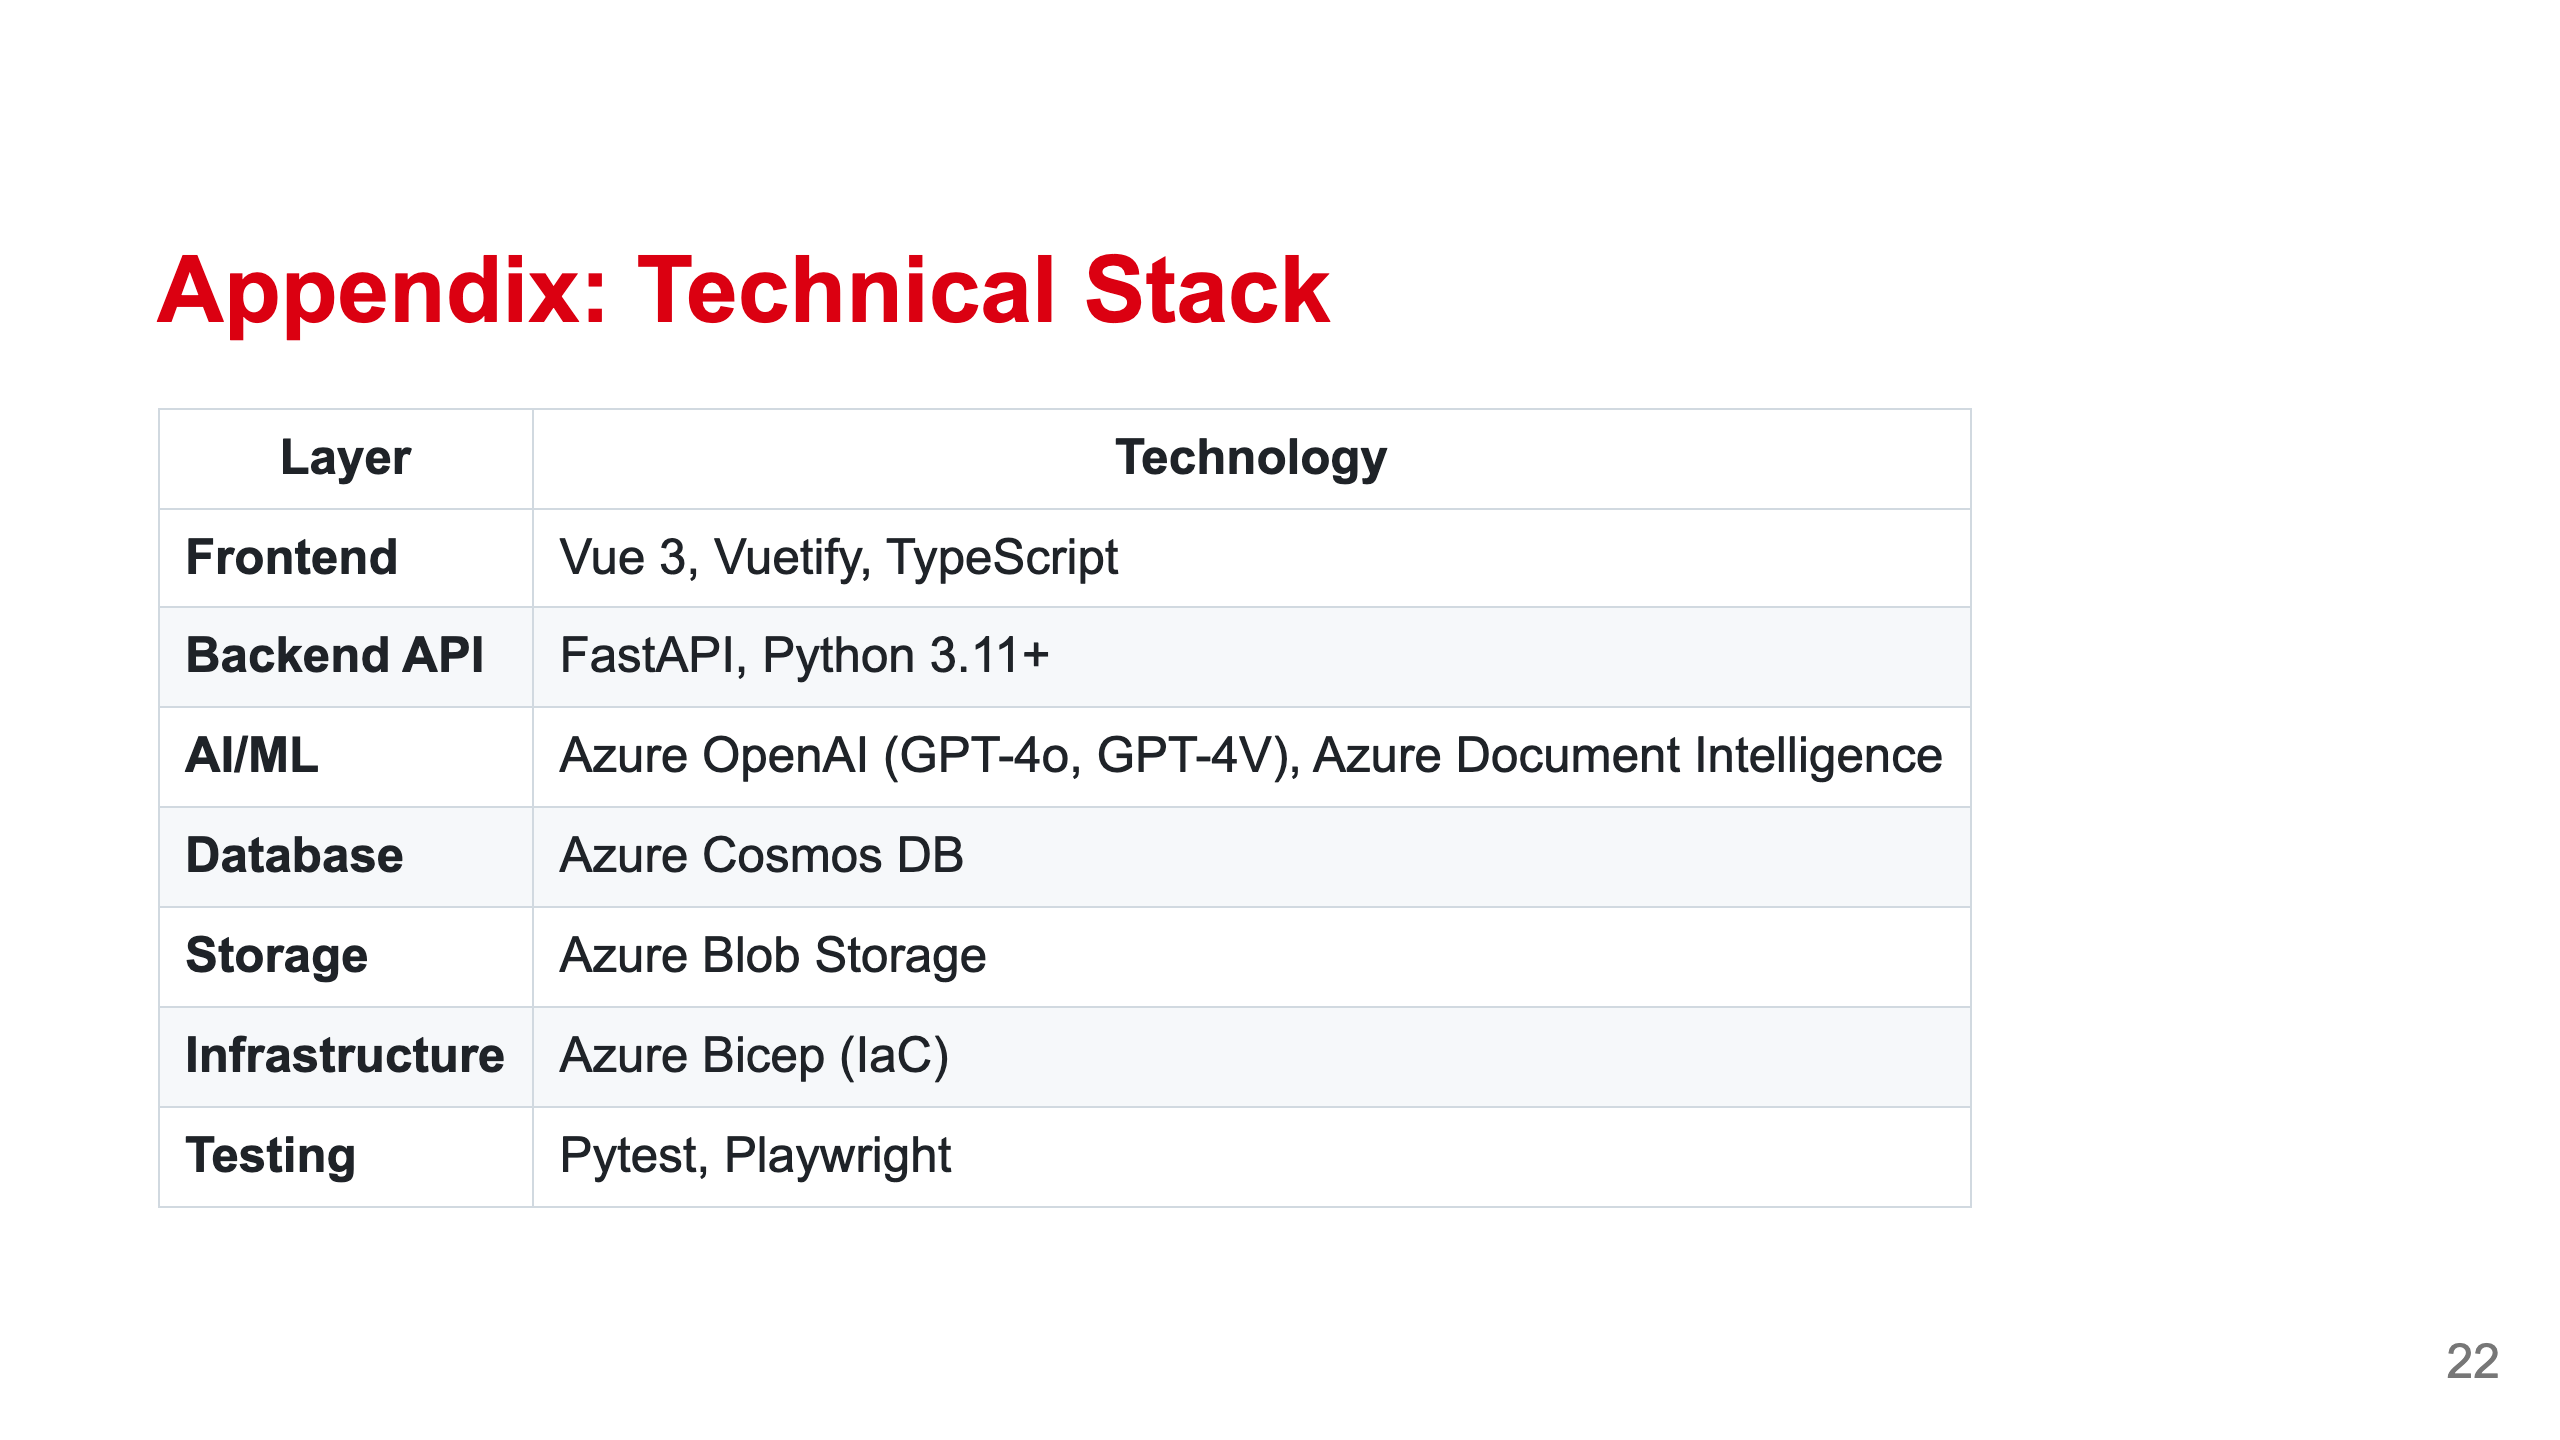 Appendix: Technical Stack
Layer Technology
Frontend Vue 3, Vuetify, TypeScript
Backend API FastAPI, Python 3.11+
AI/ML Azure OpenAI (GPT-4o, GPT-4V), Azure Document Intelligence
Database Azure Cosmos DB
Storage Azure Blob Storage
Infrastructure Azure Bicep (IaC)
Testing Pytest, Playwright
22